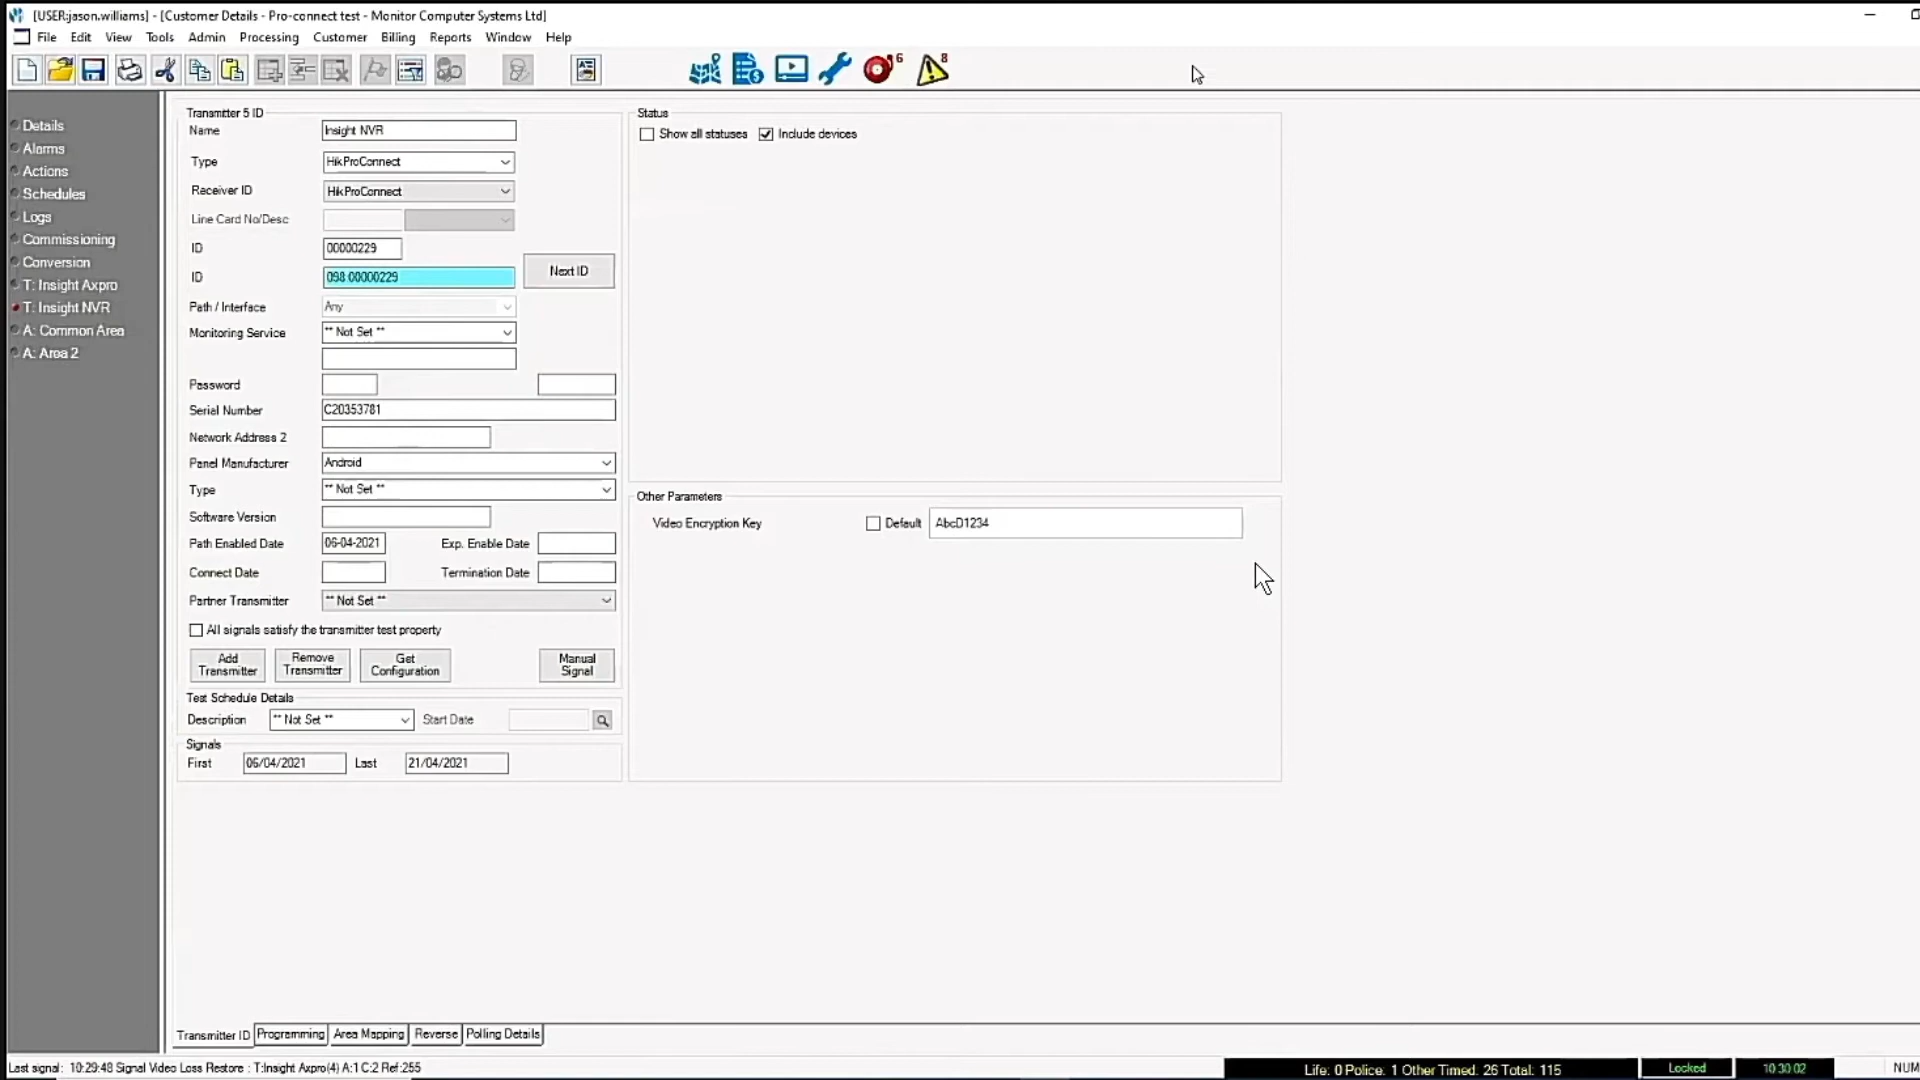 [USER:jason.williams] - [Customer Details - Pro-connect test - Monitor Computer Systems Ltd]
File Edit View Tools Admin Processing Customer Billing Reports Window Help
6 8
Details
Alarms
Actions
Schedules
Logs
Commissioning
Conversion
T: Insight Axpro
T: Insight NVR
A: Common Area
A: Area 2
Transmitter 5 ID
Name Insight NVR
Type HikProConnect
Receiver ID HikProConnect
Line Card No/Desc
ID 00000229
ID 098:00000229 Next ID
Path / Interface Any
Monitoring Service ** Not Set **
Password
Serial Number C20353781
Network Address 2
Panel Manufacturer Android
Type ** Not Set **
Software Version
Path Enabled Date 06-04-2021 Exp. Enable Date
Connect Date Termination Date
Partner Transmitter ** Not Set **
All signals satisfy the transmitter test property
Add Transmitter Remove Transmitter Get Configuration Manual Signal
Test Schedule Details
Description ** Not Set ** Start Date
Signals
First 06/04/2021 Last 21/04/2021
Status
Show all statuses Include devices
Other Parameters
Video Encryption Key Default AbcD1234
Transmitter ID Programming Area Mapping Reverse Polling Details
Last signal: 10:29:48 Signal Video Loss Restore : T:Insight Axpro(4) A:1 C:2 Ref:255
Life: 0 Police: 1 Other Timed: 26 Total: 115 Locked 10:30:02 NUM